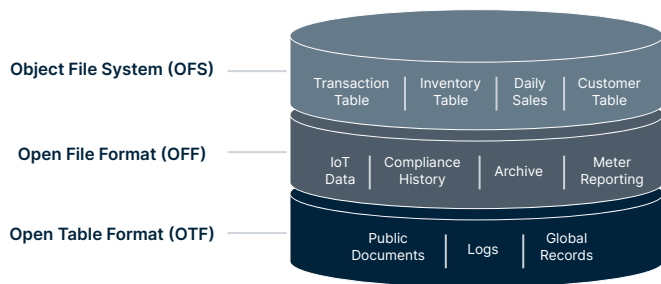 Object File System (OFS)
Transaction Table
Inventory Table
Daily Sales
Customer Table
Open File Format (OFF)
IoT Data
Compliance History
Archive
Meter Reporting
Open Table Format (OTF)
Public Documents
Logs
Global Records